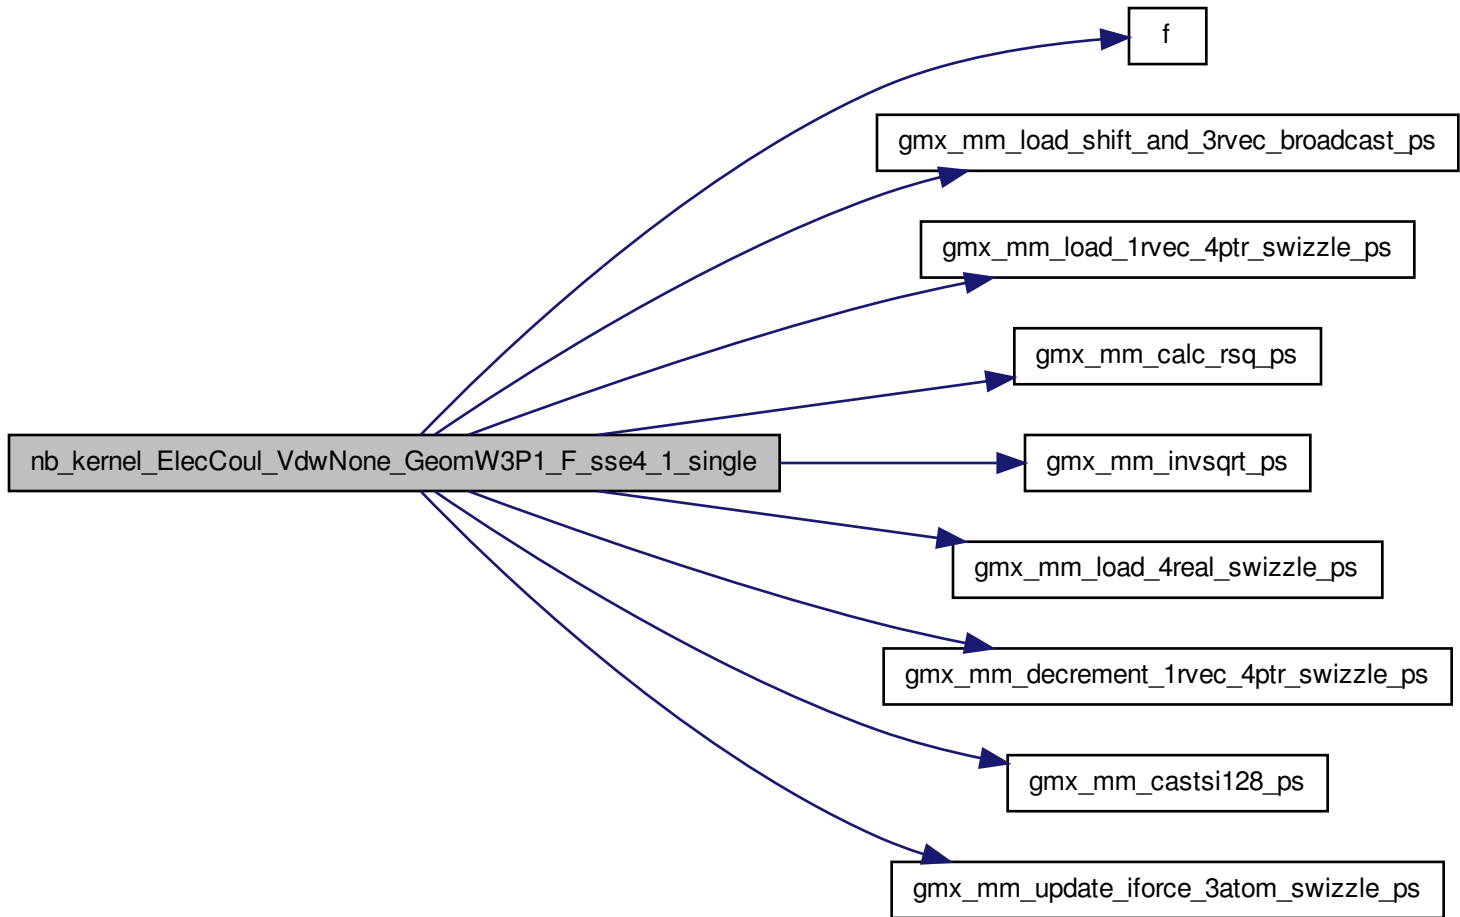 f
gmx_mm_load_shift_and_3rvec_broadcast_ps
gmx_mm_load_1rvec_4ptr_swizzle_ps
gmx_mm_calc_rsq_ps
nb_kernel_ElecCoul_VdwNone_GeomW3P1_F_sse4_1_single
gmx_mm_invsqrt_ps
gmx_mm_load_4real_swizzle_ps
gmx_mm_decrement_1rvec_4ptr_swizzle_ps
gmx_mm_castsi128_ps
gmx_mm_update_iforce_3atom_swizzle_ps